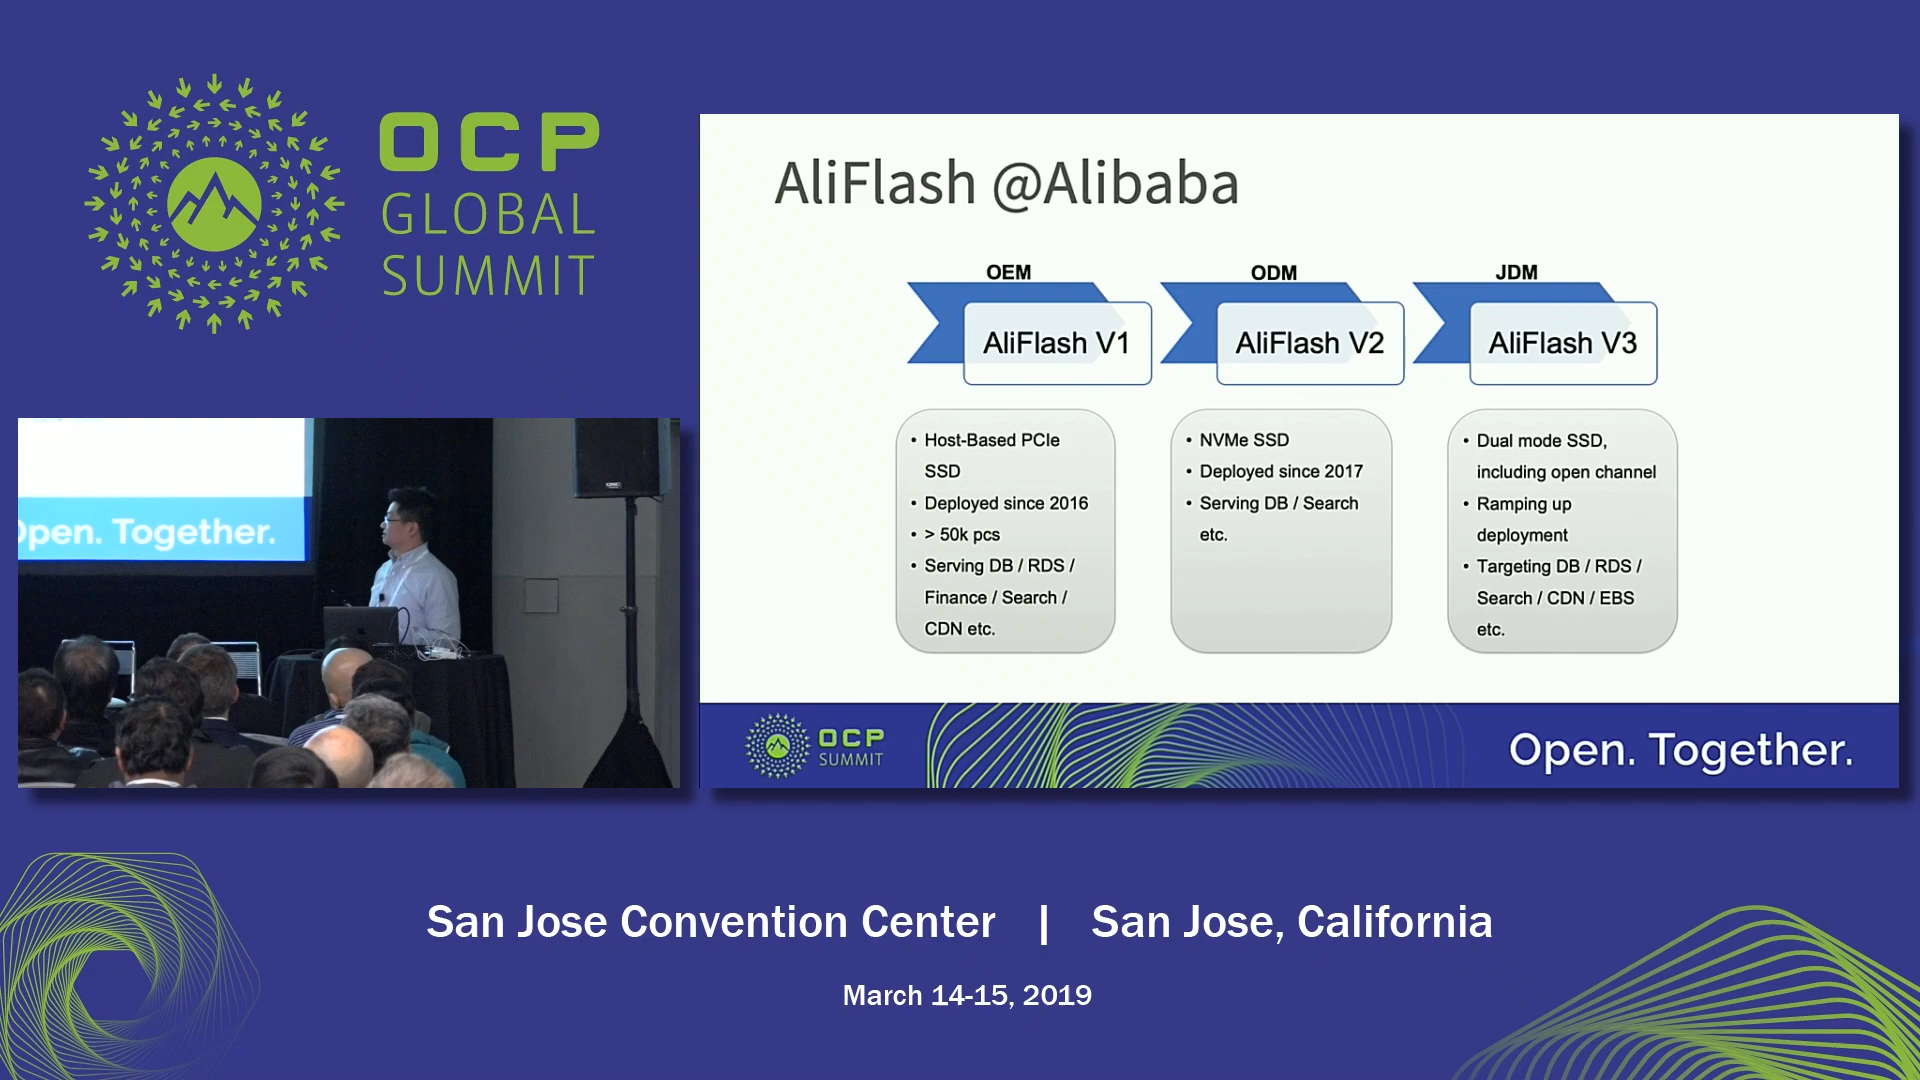 OCP
GLOBAL
SUMMIT
AliFlash @Alibaba
OEM
ODM
JDM
AliFlash V1
AliFlash V2
AliFlash V3
• Host-Based PCIe
SSD
• Deployed since 2016
• > 50k pcs
• Serving DB / RDS /
Finance / Search /
CDN etc.
• NVMe SSD
• Deployed since 2017
• Serving DB / Search
etc.
• Dual mode SSD,
including open channel
• Ramping up
deployment
• Targeting DB / RDS /
Search / CDN / EBS
etc.
Open. Together.
OCP
SUMMIT
Open. Together.
San Jose Convention Center | San Jose, California
March 14-15, 2019